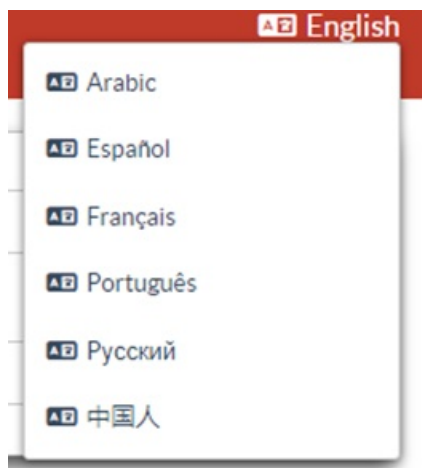 English
Arabic
Español
Français
Português
Русский
中国人